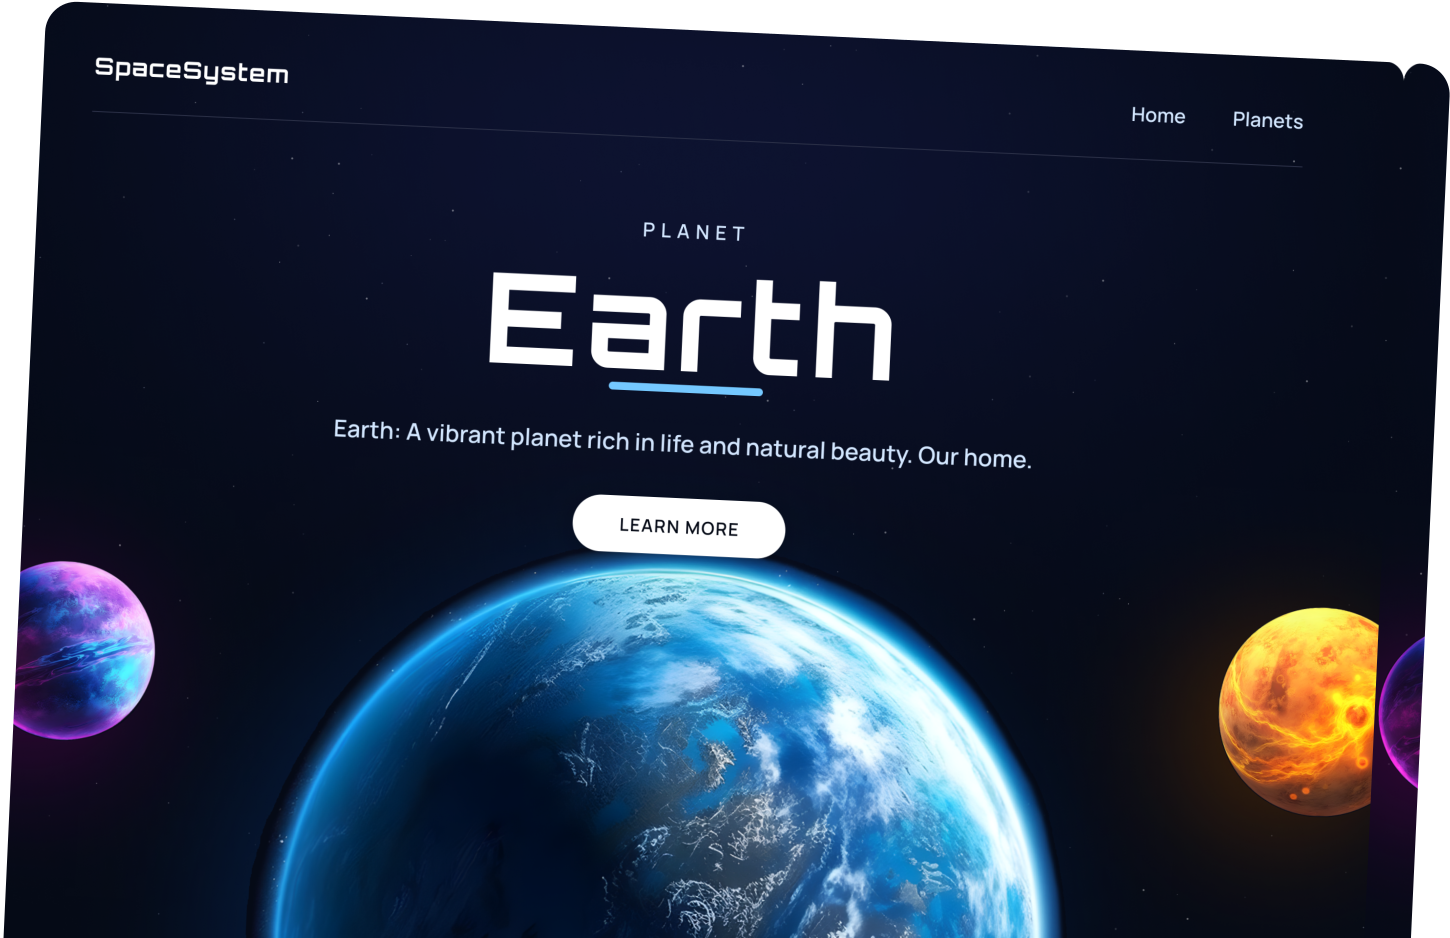 SpaceSystem
Home Planets
PLANET
Earth
Earth: A vibrant planet rich in life and natural beauty. Our home.
LEARN MORE